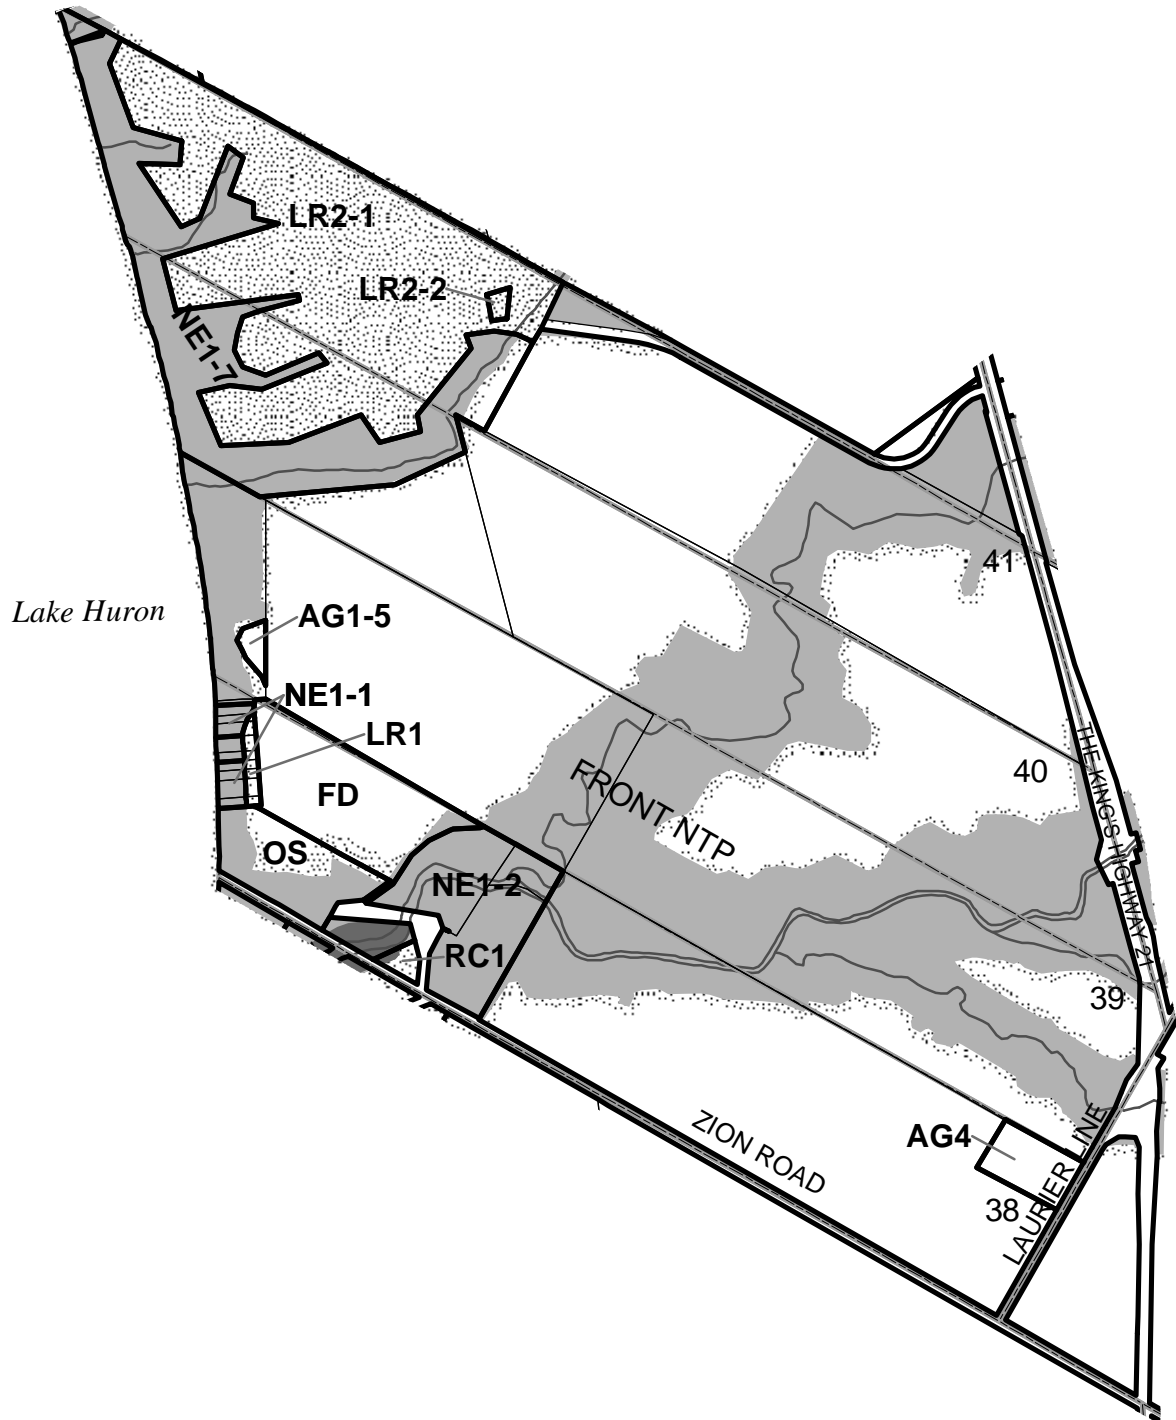 LR2-1
LR2-2
NE1-7
41
Lake Huron
AG1-5
NE1-1
LR1
THE KING'S HIGHWAY 21
40
FD
FRONT NTP
OS
NE1-2
RC1
39
ZION ROAD
AG4
LAURIER LINE
38